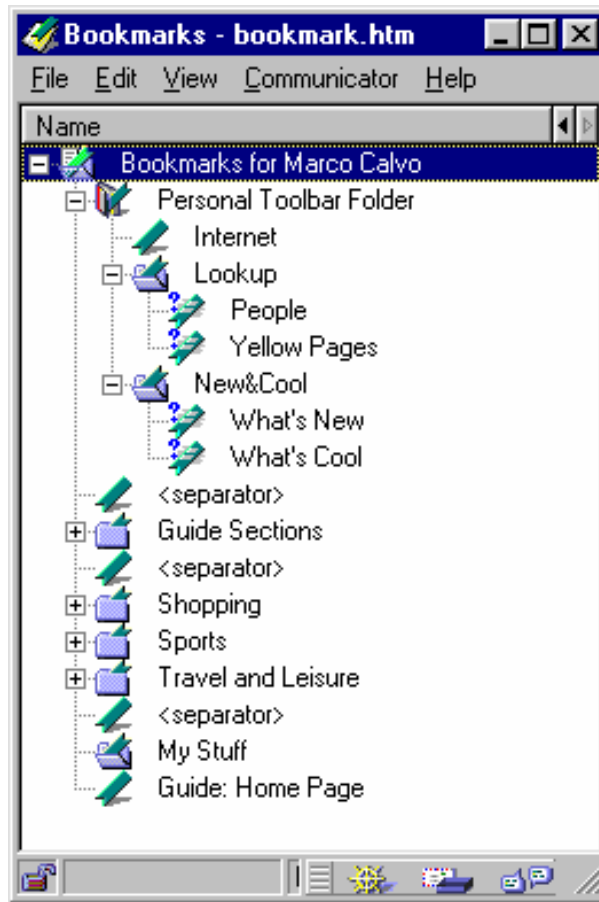 Bookmarks - bookmark.htm
File Edit View Communicator Help
Name
Bookmarks for Marco Calvo
Personal Toolbar Folder
Internet
Lookup
People
Yellow Pages
New&Cool
What's New
What's Cool
<separator>
Guide Sections
<separator>
Shopping
Sports
Travel and Leisure
<separator>
My Stuff
Guide: Home Page